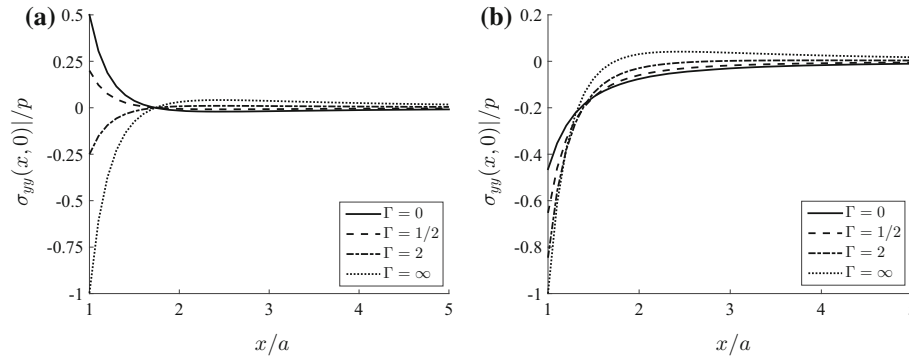 (a)
0.5
0.25
0
-0.25
-0.5
-0.75
-1
σyy(x, 0)|/p
1 2 3 4 5
x/a
Γ = 0
Γ = 1/2
Γ = 2
Γ = ∞
(b)
0.2
0
-0.2
-0.4
-0.6
-0.8
-1
σyy(x, 0)|/p
1 2 3 4
x/a
Γ = 0
Γ = 1/2
Γ = 2
Γ = ∞